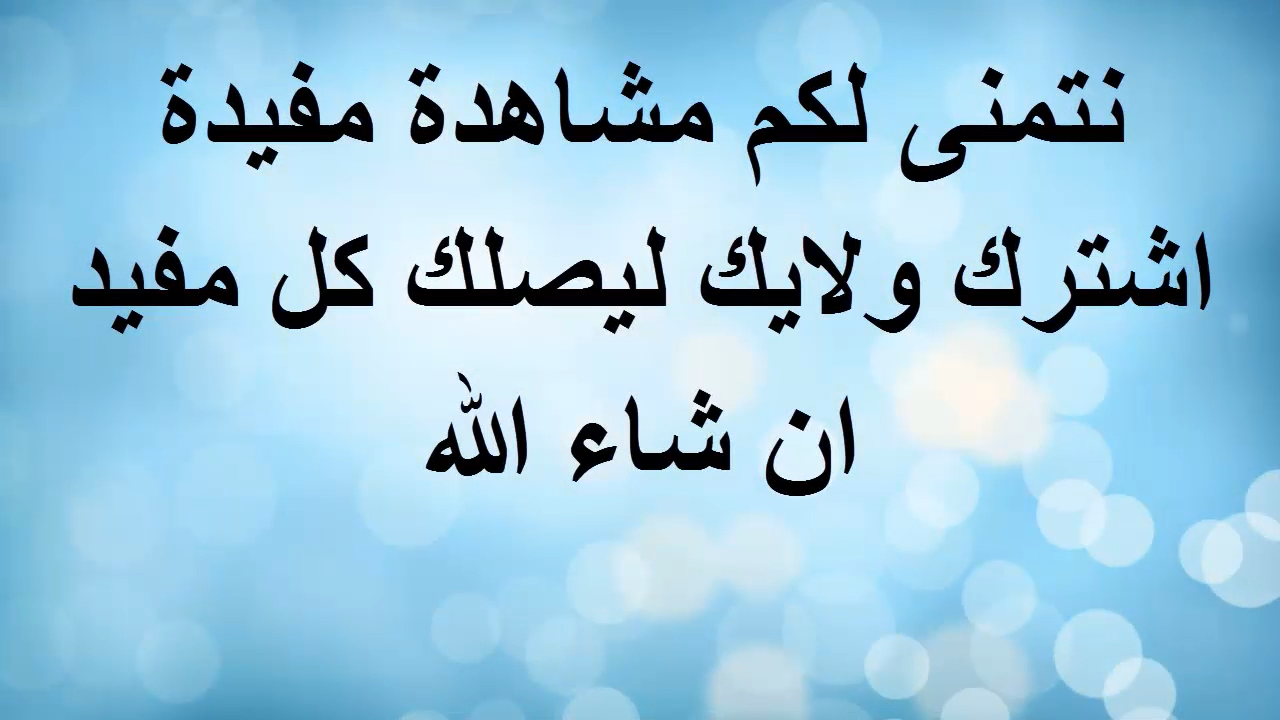 نتمنى لكم مشاهدة مفيدة
اشترك ولايك ليصلك كل مفيد
ان شاء الله